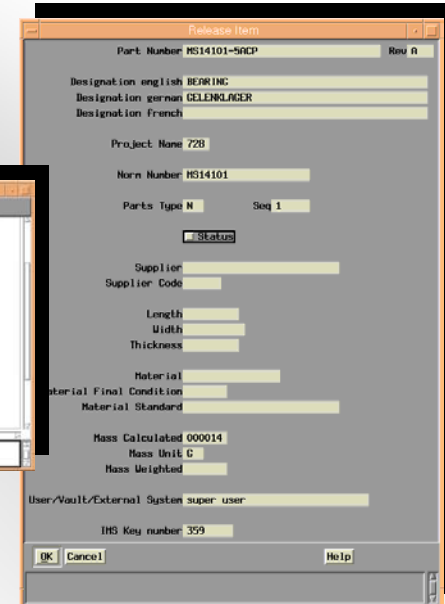 Release Item
Part Number MS14101-5ACP Rev A
Designation english BEARING
Designation german GELENKLAGER
Designation french
Project Name 728
Norm Number MS14101
Parts Type N Seq 1
Status
Supplier
Supplier Code
Length
Width
Thickness
Material
aterial Final Condition
Material Standard
Mass Calculated 000014
Mass Unit G
Mass Weighted
User/Vault/External System super user
IMS Key number 359
OK Cancel Help